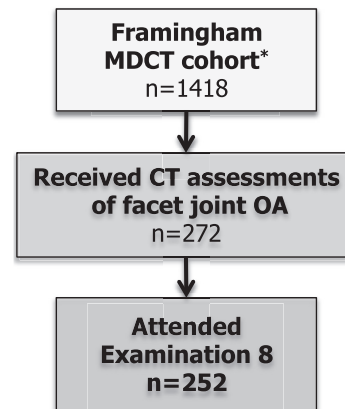 Framingham
MDCT cohort*
n=1418
Received CT assessments
of facet joint OA
n=272
Attended
Examination 8
n=252